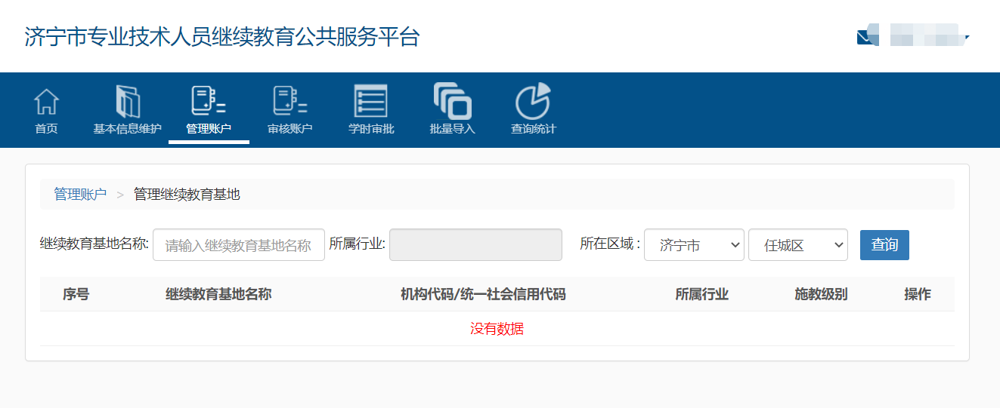 济宁市专业技术人员继续教育公共服务平台
首页 基本信息维护 管理账户 审核账户 学时审批 批量导入 查询统计
管理账户 > 管理继续教育基地
继续教育基地名称: 请输入继续教育基地名称 所属行业: 所在区域 : 济宁市 任城区 查询
序号 继续教育基地名称 机构代码/统一社会信用代码 所属行业 施教级别 操作
没有数据